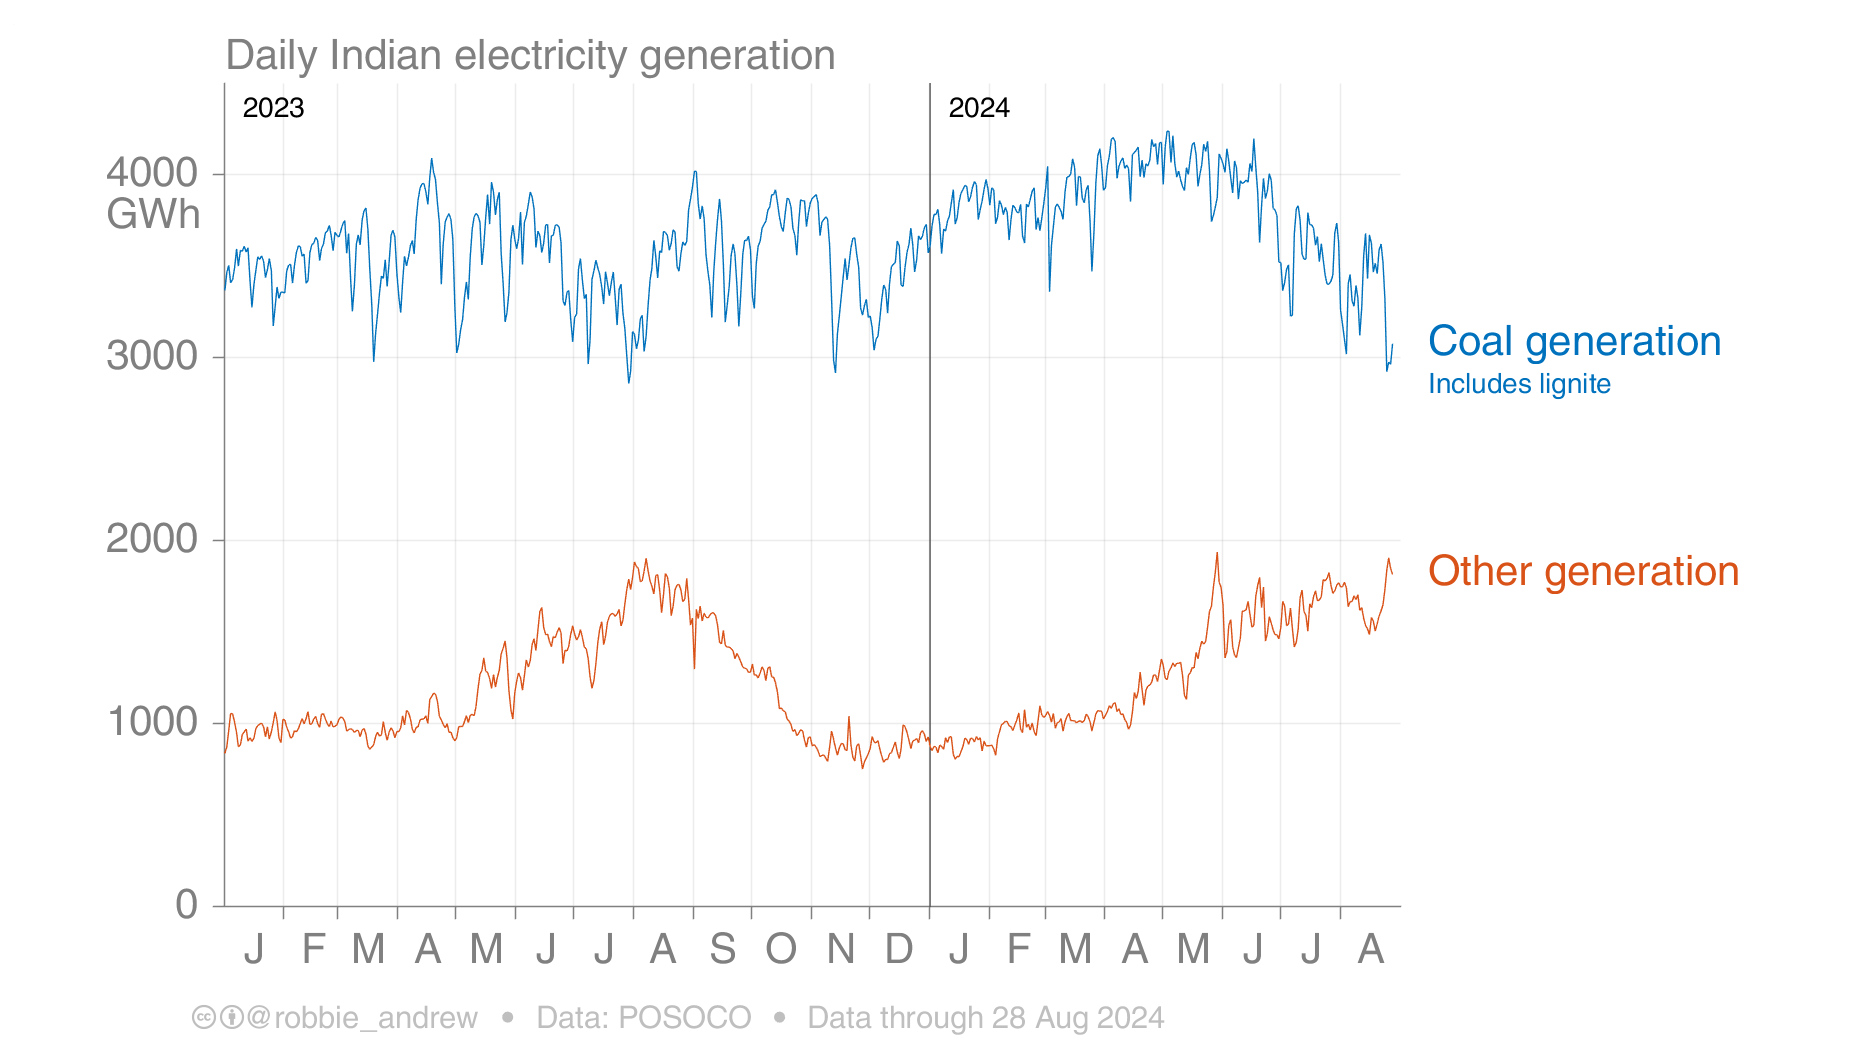 Daily Indian electricity generation
2023
2024
4000
GWh
3000
2000
1000
0
Coal generation
Includes lignite
Other generation
J F M A M J J A S O N D J F M A M J J A
@robbie_andrew • Data: POSOCO • Data through 28 Aug 2024